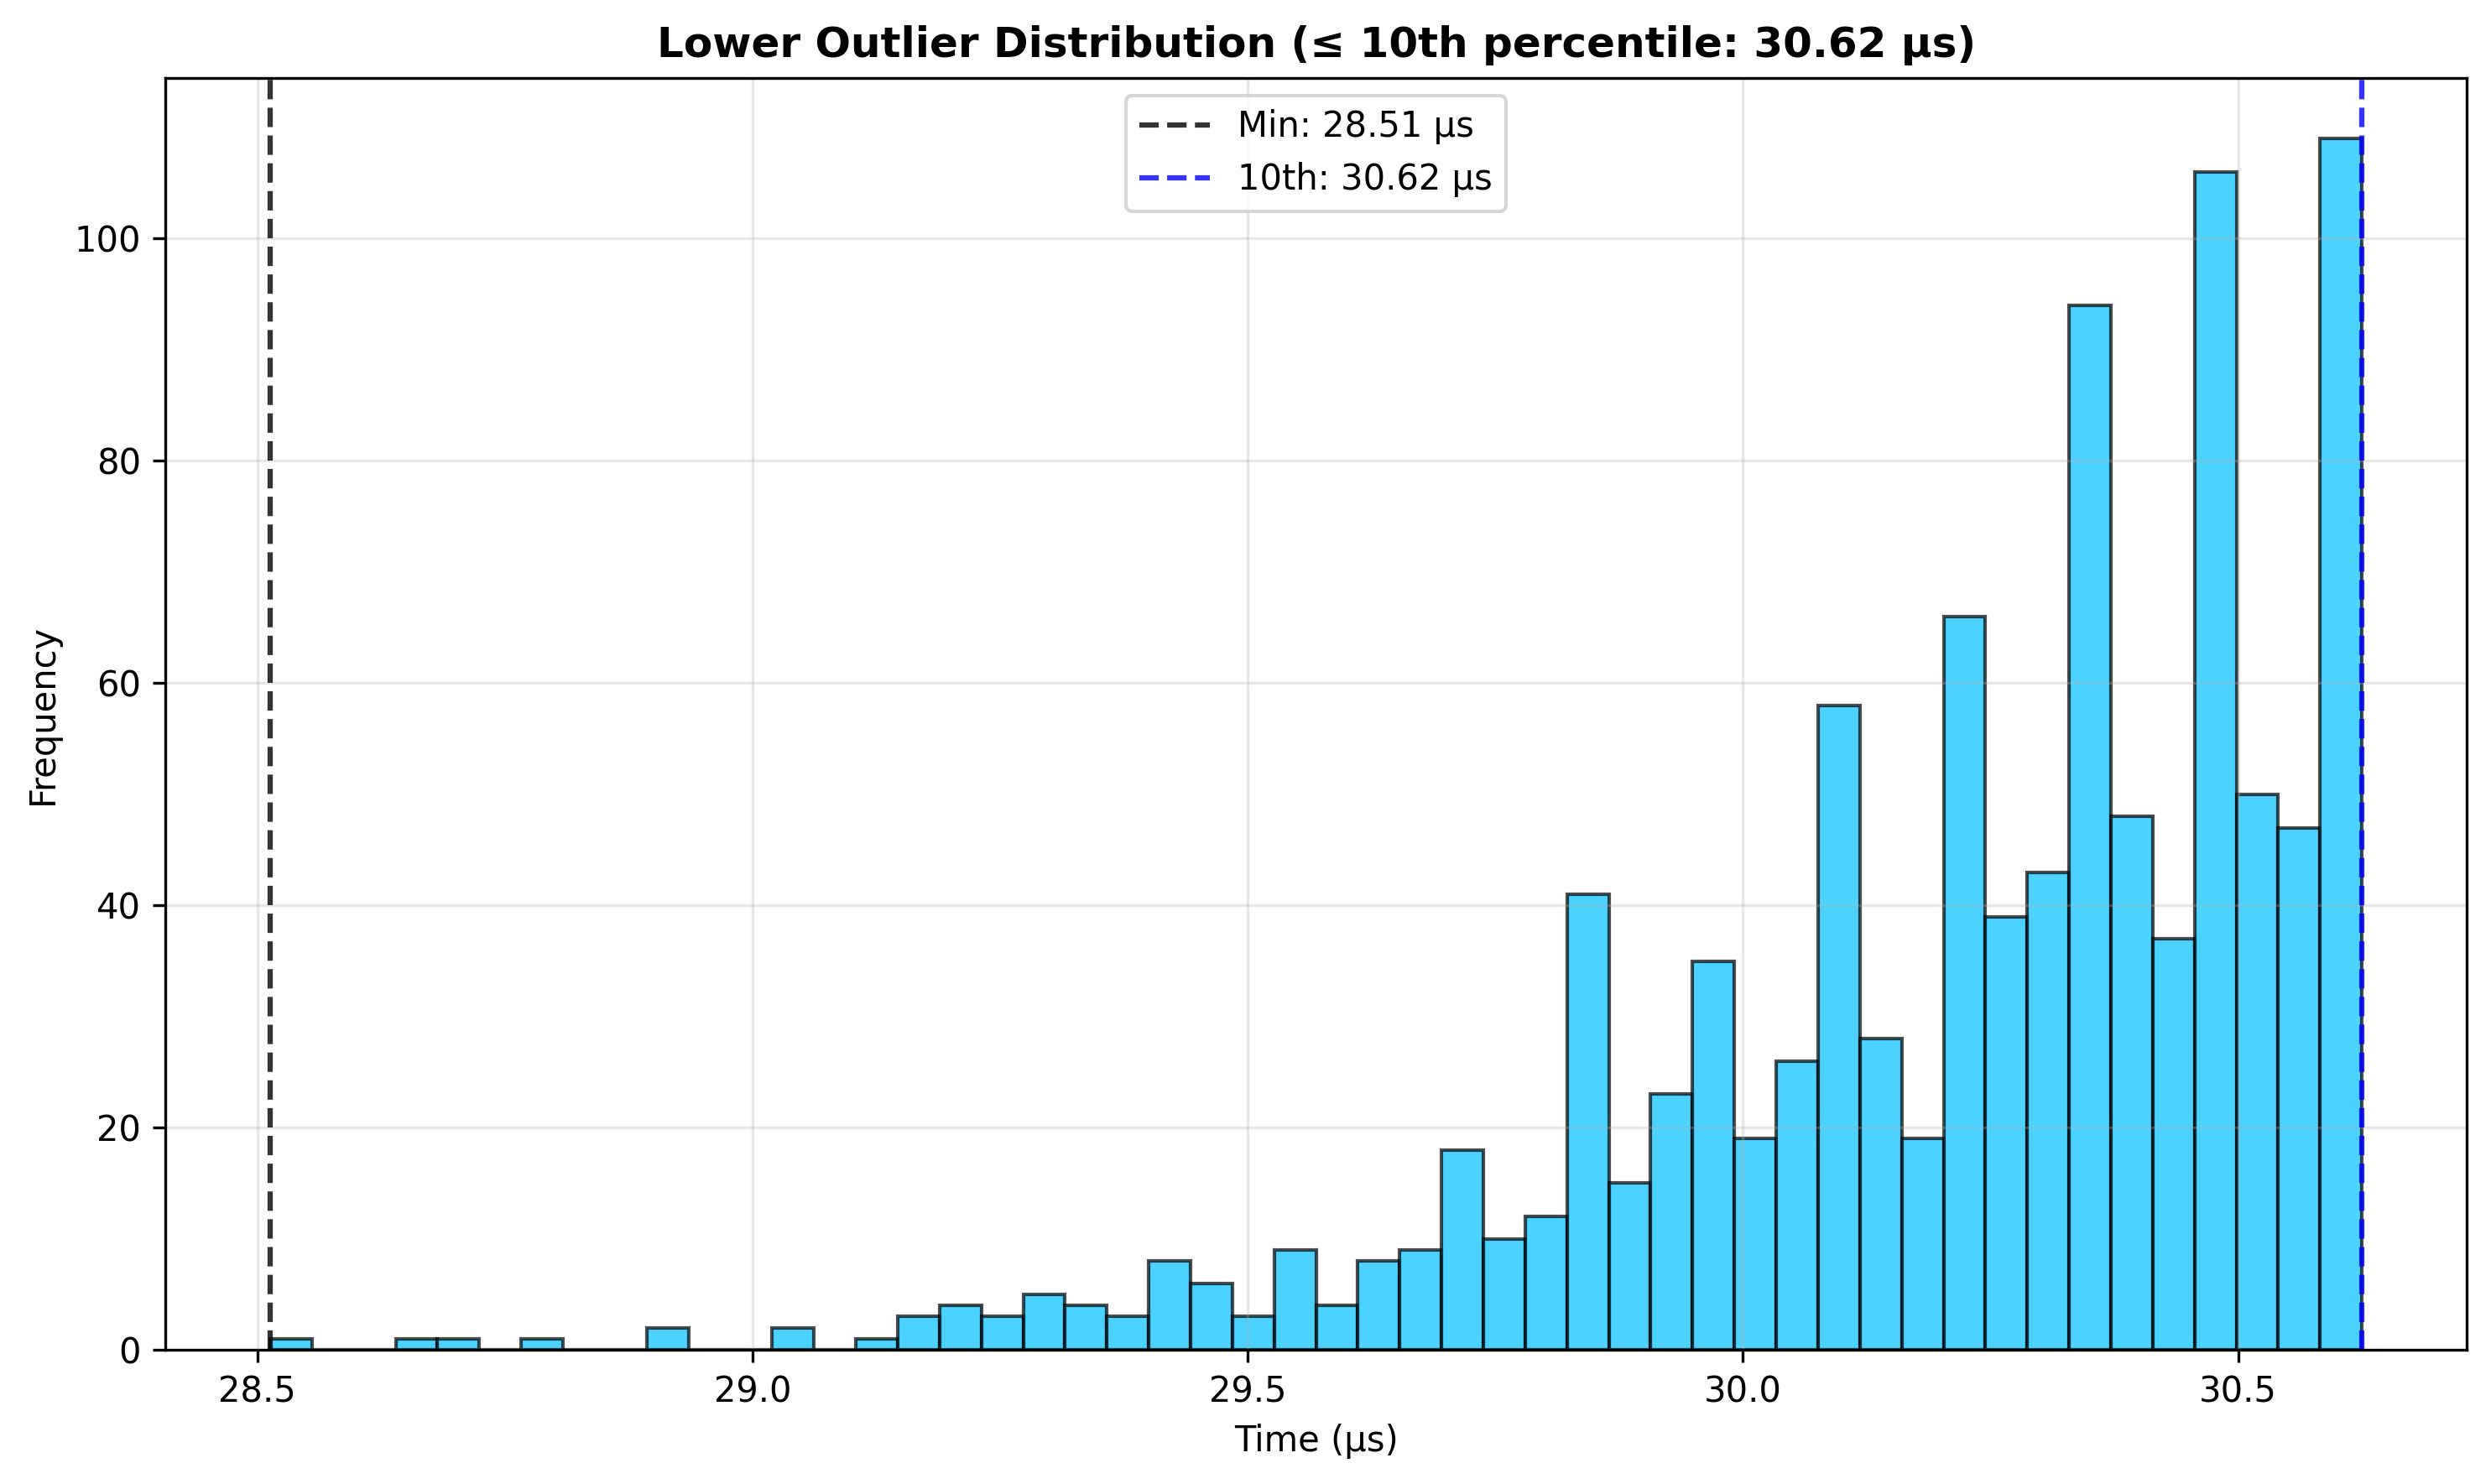 Lower Outlier Distribution (≤ 10th percentile: 30.62 µs)
Min: 28.51 µs
10th: 30.62 µs
100
80
60
40
20
0
Frequency
28.5 29.0 29.5 30.0 30.5
Time (µs)